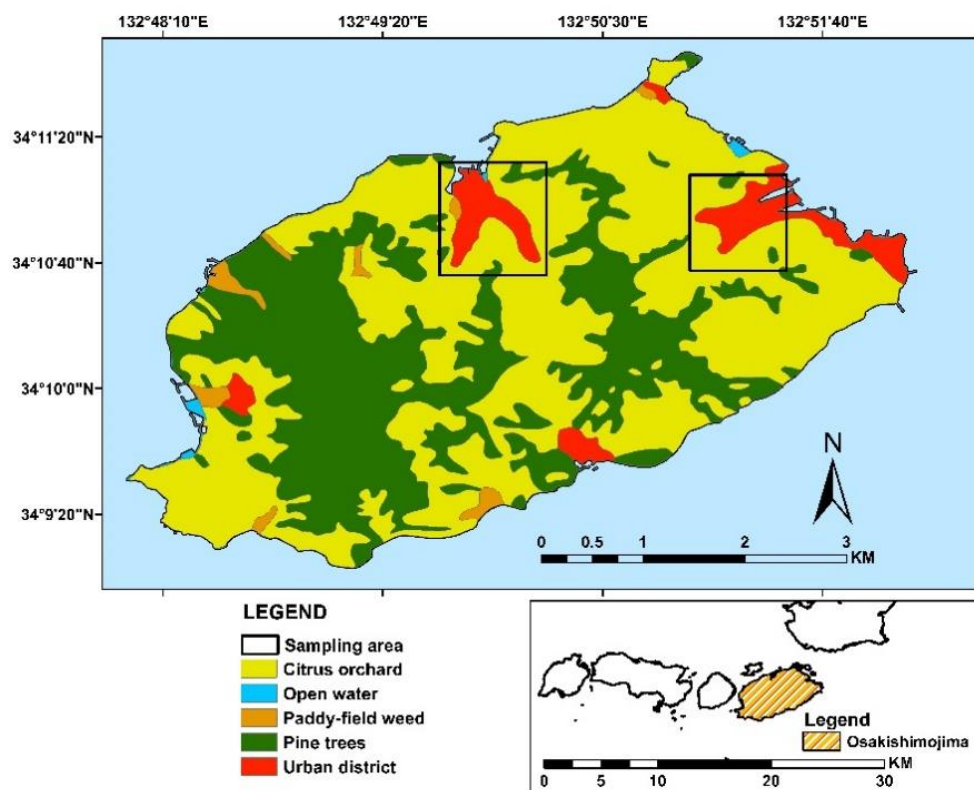 132°48'10"E 132°49'20"E 132°50'30"E 132°51'40"E
34°11'20"N
34°10'40"N
34°10'0"N
34°9'20"N
N
0 0.5 1 2 3
KM
LEGEND
Sampling area
Citrus orchard
Open water
Paddy-field weed
Pine trees
Urban district
Legend
Osakishimojima
KM
0 5 10 20 30